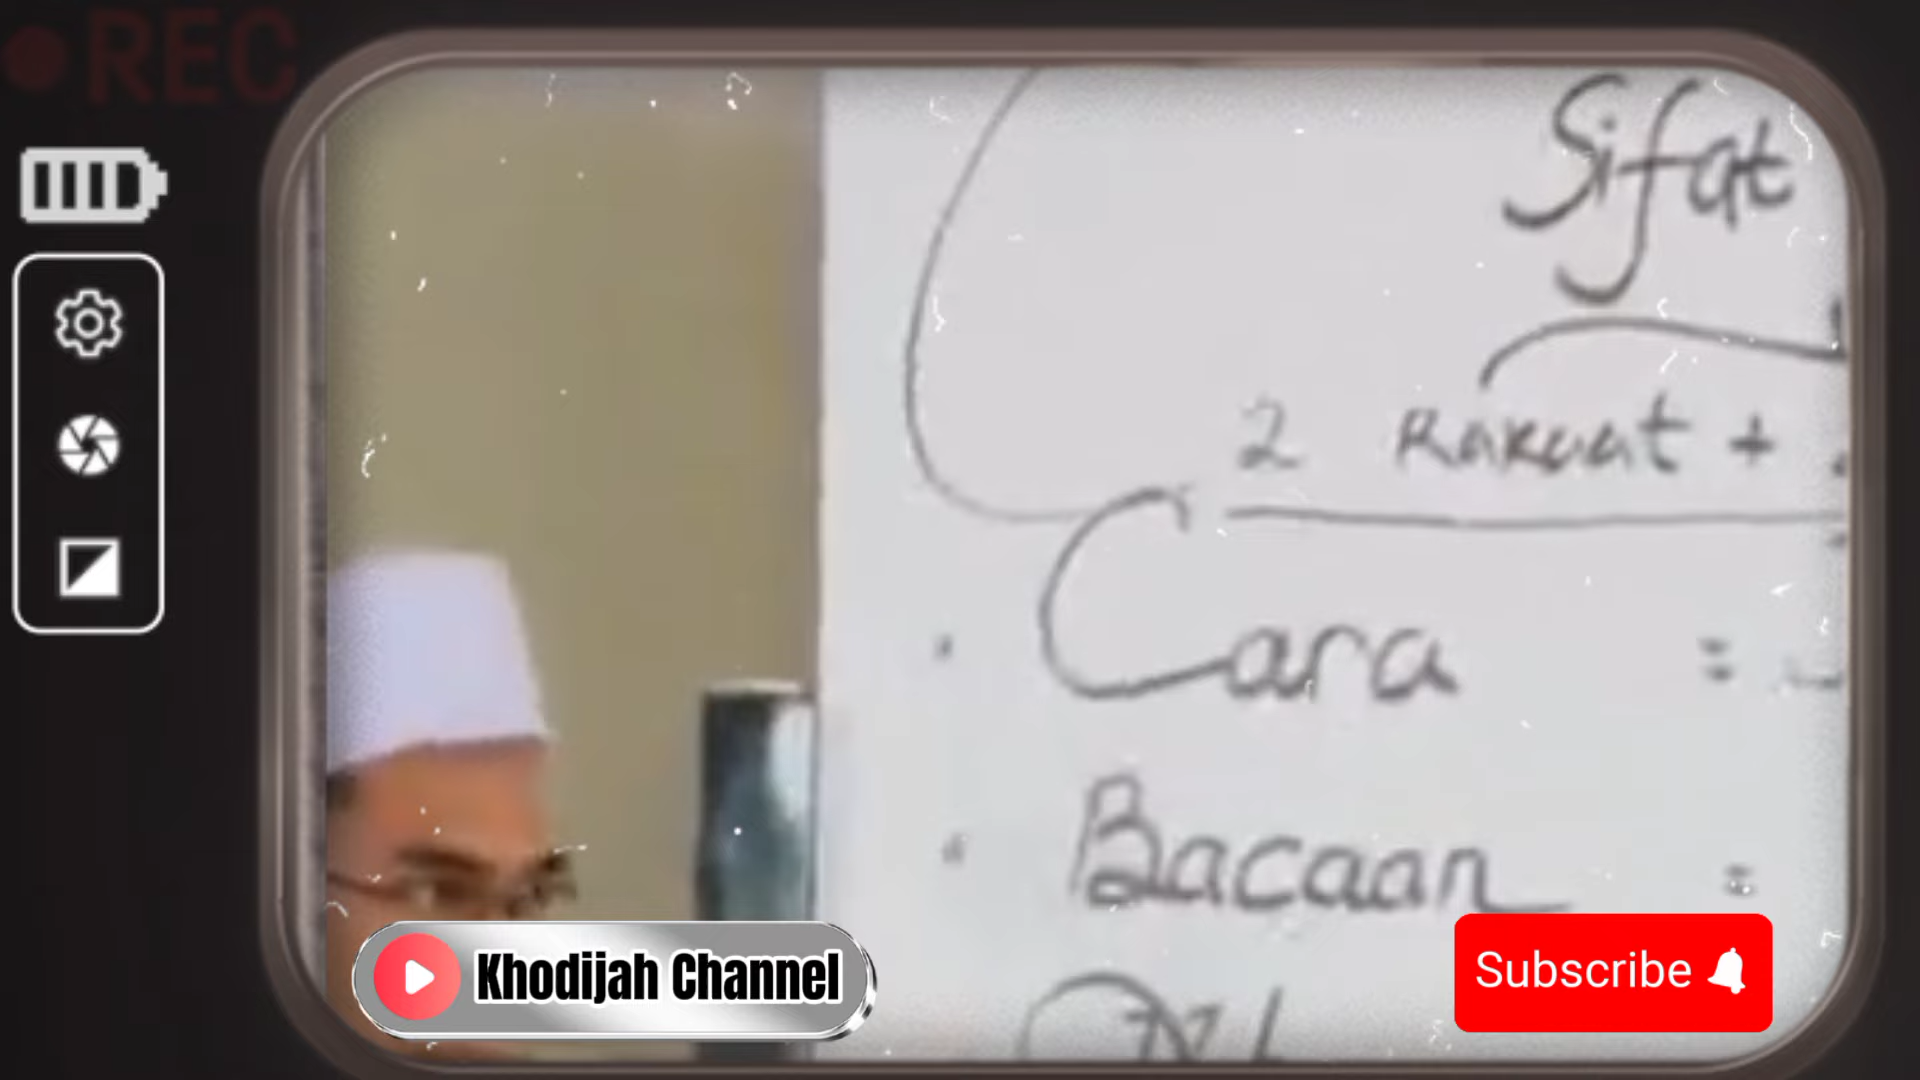 REC
Sifat
2 Rakaat +
Cara =
Bacaan =
Khodijah Channel
Subscribe